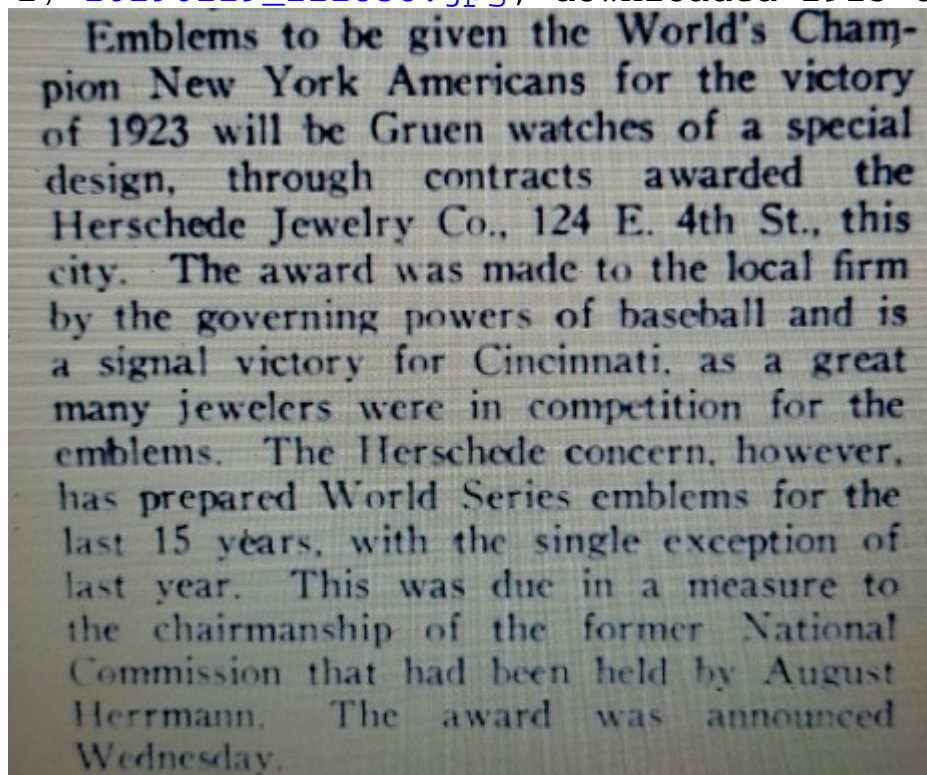 Emblems to be given the World's Cham-
pion New York Americans for the victory
of 1923 will be Gruen watches of a special
design, through contracts awarded the
Herschede Jewelry Co., 124 E. 4th St., this
city. The award was made to the local firm
by the governing powers of baseball and is
a signal victory for Cincinnati, as a great
many jewelers were in competition for the
emblems. The Herschede concern, however,
has prepared World Series emblems for the
last 15 years, with the single exception of
last year. This was due in a measure to
the chairmanship of the former National
Commission that had been held by August
Herrmann. The award was announced
Wednesday.